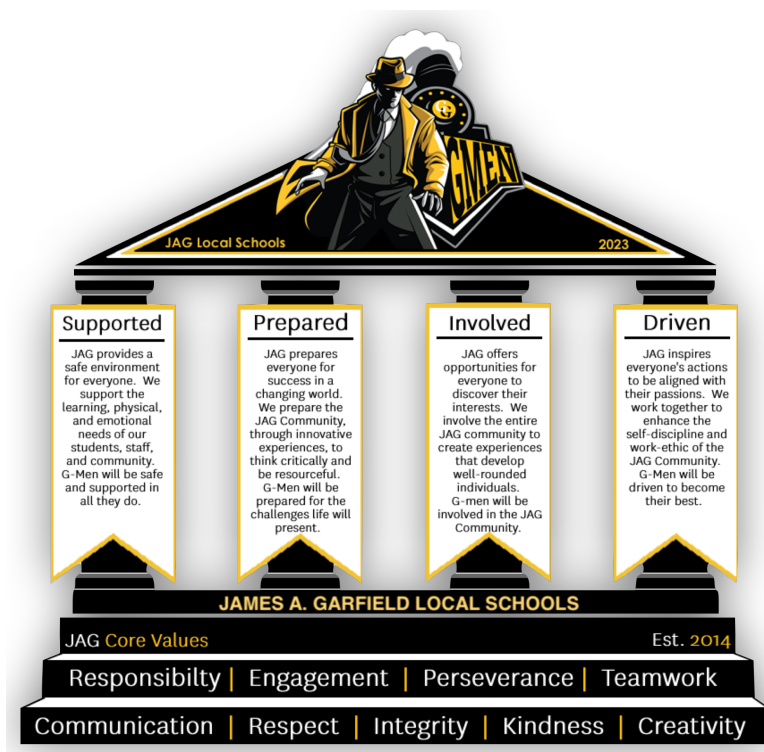 GG
GMEN
JAG Local Schools
2023
Supported
JAG provides a
safe environment
for everyone. We
support the
learning, physical,
and emotional
needs of our
students, staff,
and community.
G-Men will be safe
and supported in
all they do.
Prepared
JAG prepares
everyone for
success in a
changing world.
We prepare the
JAG Community,
through innovative
experiences, to
think critically and
be resourceful.
G-Men will be
prepared for the
challenges life will
present.
Involved
JAG offers
opportunities for
everyone to
discover their
interests. We
involve the entire
JAG community to
create experiences
that develop
well-rounded
individuals.
G-men will be
involved in the JAG
Community.
Driven
JAG inspires
everyone's actions
to be aligned with
their passions. We
work together to
enhance the
self-discipline and
work-ethic of the
JAG Community.
G-Men will be
driven to become
their best.
JAMES A. GARFIELD LOCAL SCHOOLS
JAG Core Values
Est. 2014
Responsibilty | Engagement | Perseverance | Teamwork
Communication | Respect | Integrity | Kindness | Creativity